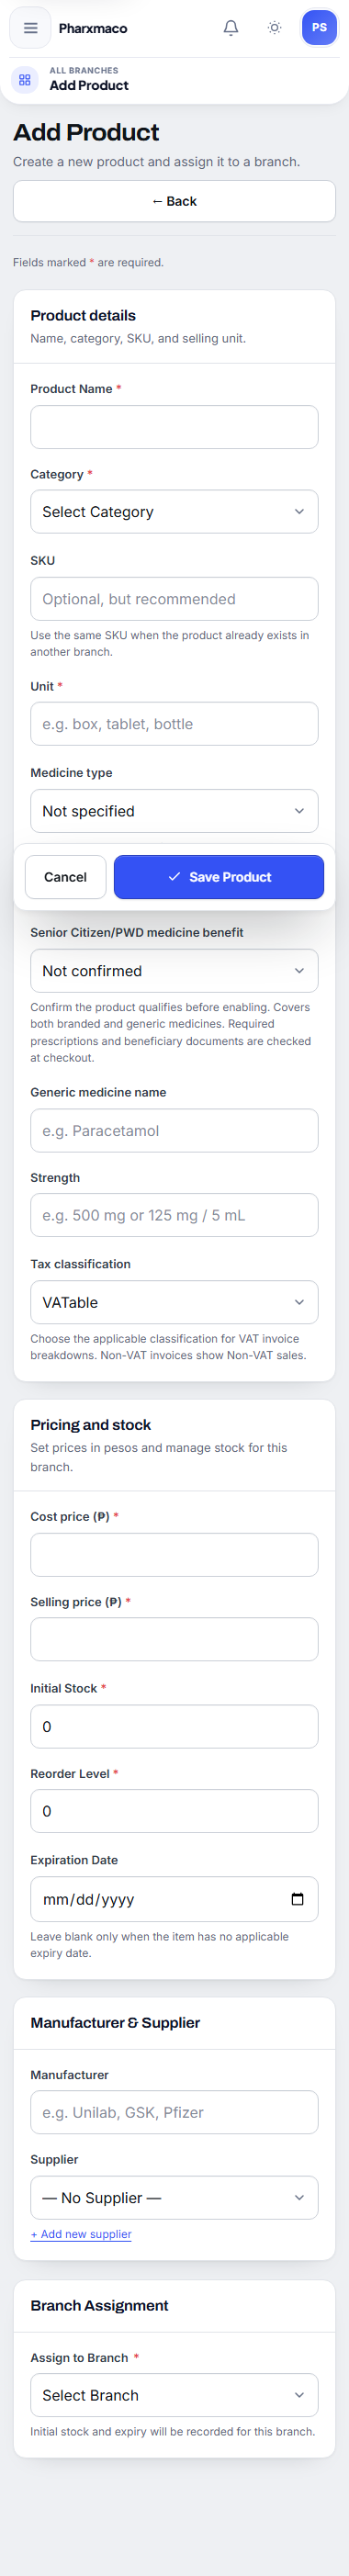 Pharxmaco
PS
ALL BRANCHES
Add Product
Add Product
Create a new product and assign it to a branch.
← Back
Fields marked * are required.
Product details
Name, category, SKU, and selling unit.
Product Name *
Category *
Select Category
SKU
Optional, but recommended
Use the same SKU when the product already exists in
another branch.
Unit *
e.g. box, tablet, bottle
Medicine type
Not specified
Cancel
Save Product
Senior Citizen/PWD medicine benefit
Not confirmed
Confirm the product qualifies before enabling. Covers
both branded and generic medicines. Required
prescriptions and beneficiary documents are checked
at checkout.
Generic medicine name
e.g. Paracetamol
Strength
e.g. 500 mg or 125 mg / 5 mL
Tax classification
VATable
Choose the applicable classification for VAT invoice
breakdowns. Non-VAT invoices show Non-VAT sales.
Pricing and stock
Set prices in pesos and manage stock for this
branch.
Cost price (₱) *
Selling price (₱) *
Initial Stock *
0
Reorder Level *
0
Expiration Date
mm/dd/yyyy
Leave blank only when the item has no applicable
expiry date.
Manufacturer & Supplier
Manufacturer
e.g. Unilab, GSK, Pfizer
Supplier
— No Supplier —
+ Add new supplier
Branch Assignment
Assign to Branch *
Select Branch
Initial stock and expiry will be recorded for this branch.